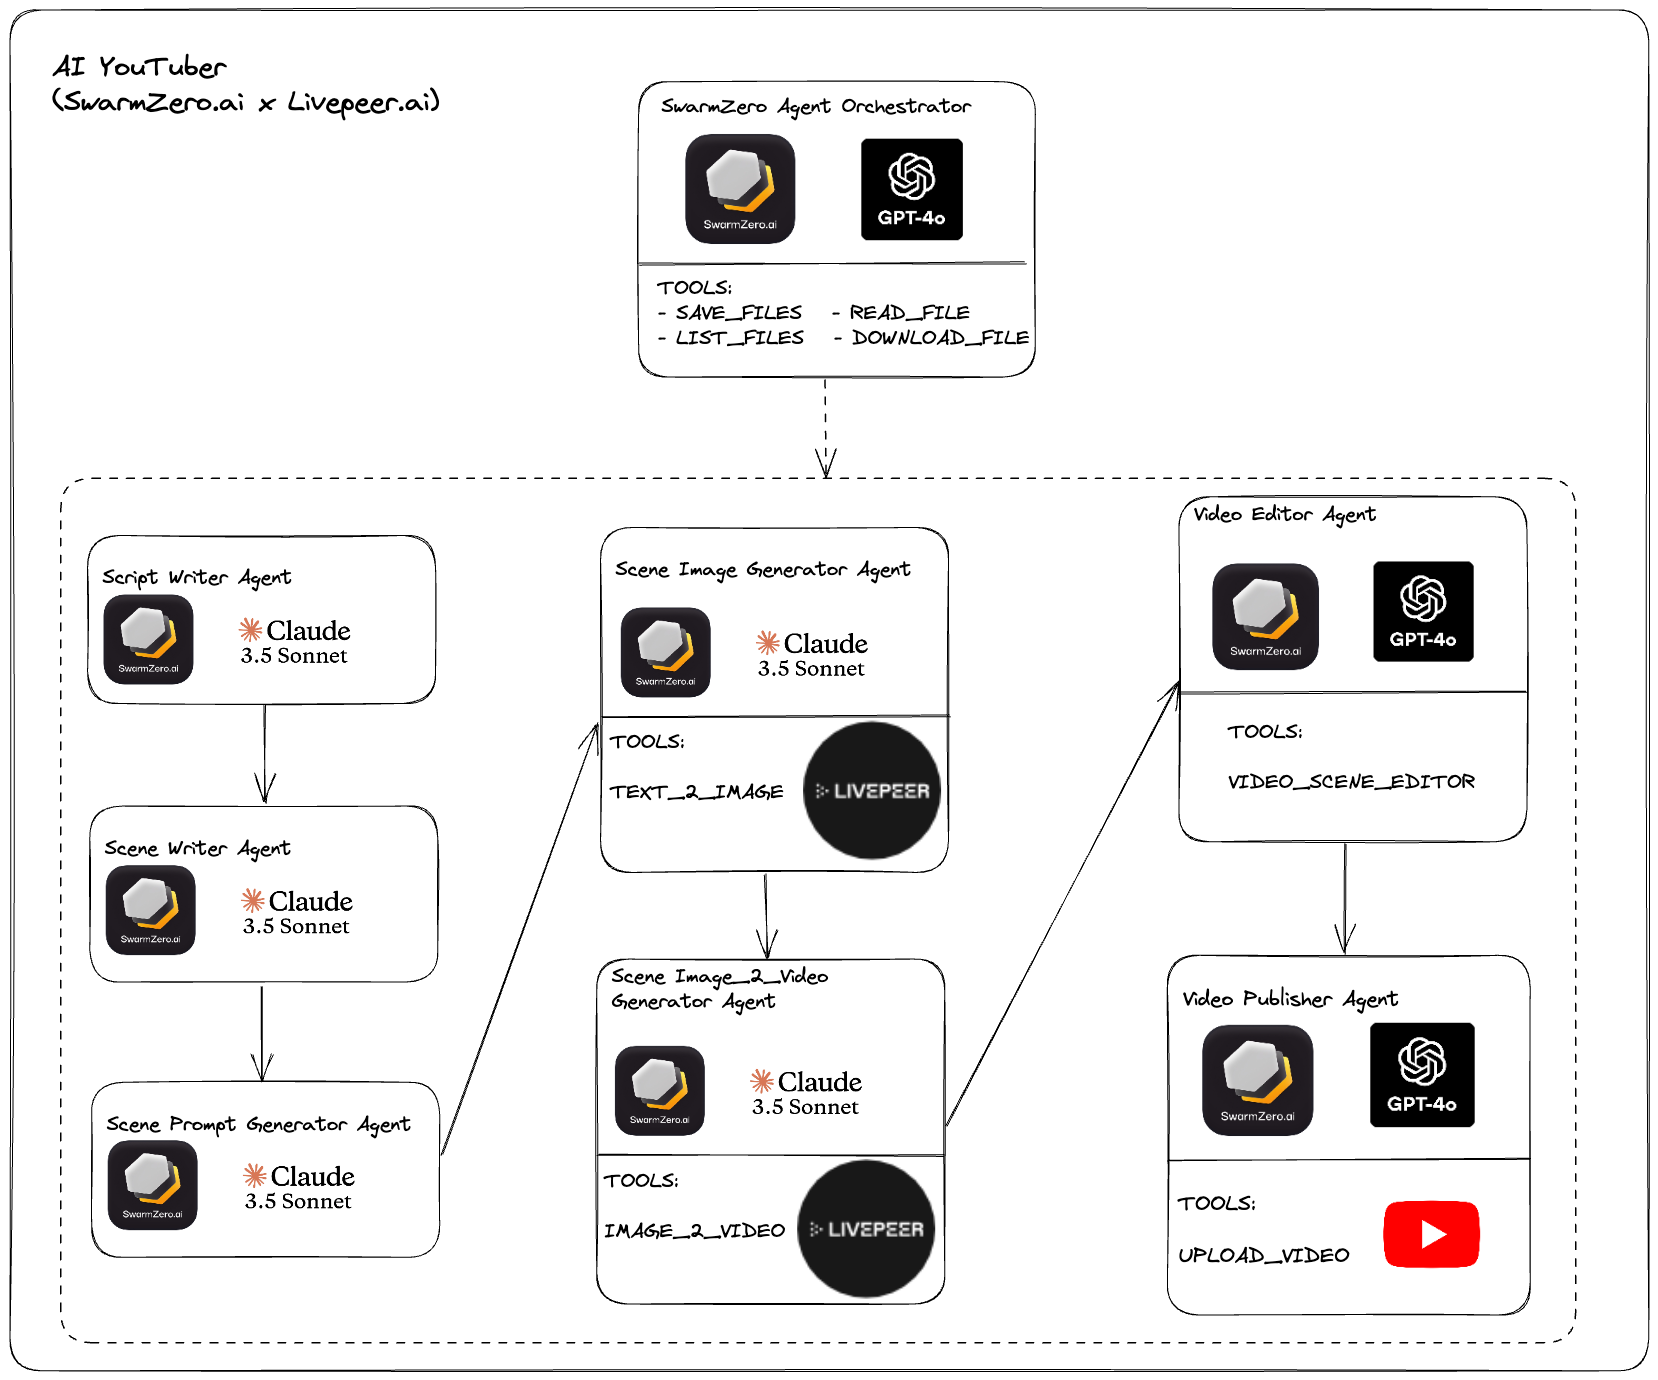 AI YouTuber
(SwarmZero.ai x Livepeer.ai)
SwarmZero Agent Orchestrator
SwarmZero.ai
GPT-4o
TOOLS:
- SAVE_FILES - READ_FILE
- LIST_FILES - DOWNLOAD_FILE
Script Writer Agent
SwarmZero.ai
Claude
3.5 Sonnet
Scene Writer Agent
SwarmZero.ai
Claude
3.5 Sonnet
Scene Prompt Generator Agent
SwarmZero.ai
Claude
3.5 Sonnet
Scene Image Generator Agent
SwarmZero.ai
Claude
3.5 Sonnet
TOOLS:
TEXT_2_IMAGE
LIVEPEER
Scene Image_2_Video
Generator Agent
SwarmZero.ai
Claude
3.5 Sonnet
TOOLS:
IMAGE_2_VIDEO
LIVEPEER
Video Editor Agent
SwarmZero.ai
GPT-4o
TOOLS:
VIDEO_SCENE_EDITOR
Video Publisher Agent
SwarmZero.ai
GPT-4o
TOOLS:
UPLOAD_VIDEO